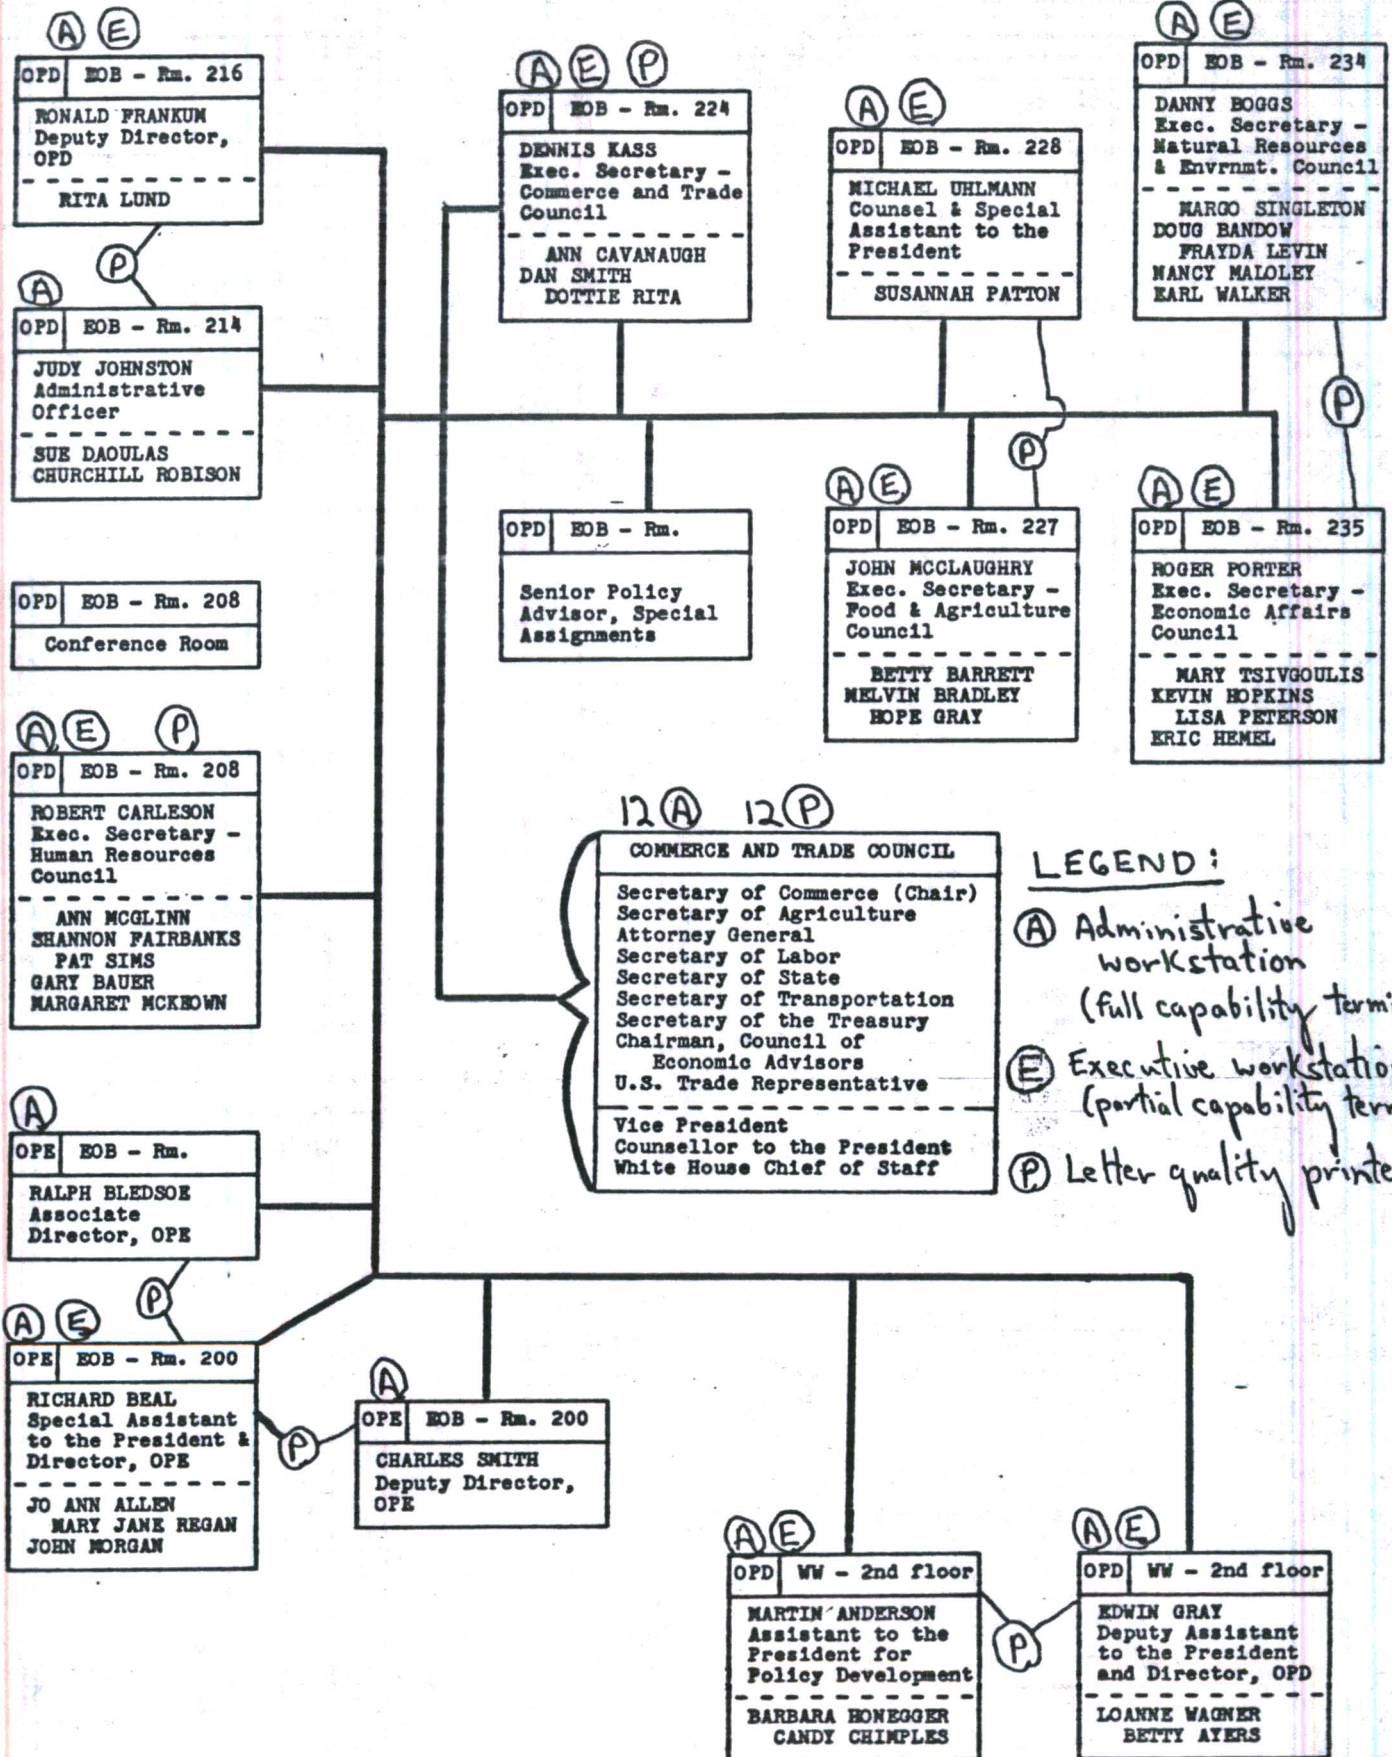 A E
OPD EOB - Rm. 216
RONALD FRANKUM
Deputy Director,
OPD
RITA LUND
P
A
OPD EOB - Rm. 214
JUDY JOHNSTON
Administrative
Officer
SUE DAOULAS
CHURCHILL ROBISON
OPD EOB - Rm. 208
Conference Room
A E P
OPD EOB - Rm. 208
ROBERT CARLESON
Exec. Secretary -
Human Resources
Council
ANN MCGLINN
SHANNON FAIRBANKS
PAT SIMS
GARY BAUER
MARGARET MCKEOWN
A
OPE EOB - Rm.
RALPH BLEDSOE
Associate
Director, OPE
P
A E
OPE EOB - Rm. 200
RICHARD BEAL
Special Assistant
to the President &
Director, OPE
JO ANN ALLEN
MARY JANE REGAN
JOHN MORGAN
P
A
OPE EOB - Rm. 200
CHARLES SMITH
Deputy Director,
OPE
A E P
OPD EOB - Rm. 224
DENNIS KASS
Exec. Secretary -
Commerce and Trade
Council
ANN CAVANAUGH
DAN SMITH
DOTTIE RITA
A E
OPD EOB - Rm. 228
MICHAEL UHLMANN
Counsel & Special
Assistant to the
President
SUSANNAH PATTON
A E
OPD EOB - Rm. 234
DANNY BOGGS
Exec. Secretary -
Natural Resources
& Envrnmt. Council
MARGO SINGLETON
DOUG BANDOW
FRAYDA LEVIN
NANCY MALOLEY
EARL WALKER
P
P
OPD EOB - Rm.
Senior Policy
Advisor, Special
Assignments
A E
OPD EOB - Rm. 227
JOHN MCCLAUGHRY
Exec. Secretary -
Food & Agriculture
Council
BETTY BARRETT
MELVIN BRADLEY
HOPE GRAY
A E
OPD EOB - Rm. 235
ROGER PORTER
Exec. Secretary -
Economic Affairs
Council
MARY TSIVGOULIS
KEVIN HOPKINS
LISA PETERSON
ERIC HEMEL
12 A 12 P
COMMERCE AND TRADE COUNCIL
Secretary of Commerce (Chair)
Secretary of Agriculture
Attorney General
Secretary of Labor
Secretary of State
Secretary of Transportation
Secretary of the Treasury
Chairman, Council of
Economic Advisors
U.S. Trade Representative
Vice President
Counsellor to the President
White House Chief of Staff
LEGEND:
A Administrative
workstation
(full capability termi
E Executive workstatio
(partial capability term
P Letter quality printe
A E
OPD WW - 2nd floor
MARTIN ANDERSON
Assistant to the
President for
Policy Development
BARBARA HONEGGER
CANDY CHIMPLES
P
A E
OPD WW - 2nd floor
EDWIN GRAY
Deputy Assistant
to the President
and Director, OPD
LOANNE WAGNER
BETTY AYERS